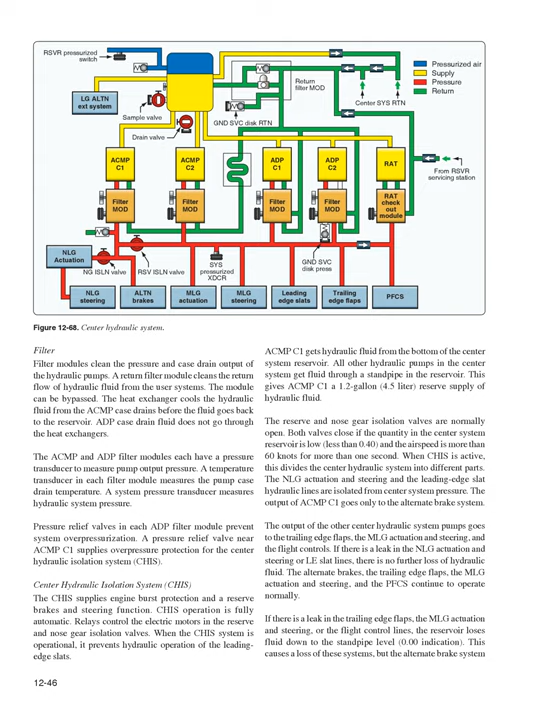 RSVR pressurized
switch
LG ALTN
ext system
Sample valve
Drain valve
Return
filter MOD
GND SVC disk RTN
Center SYS RTN
Pressurized air
Supply
Pressure
Return
From RSVR
servicing station
ACMP
C1
ACMP
C2
ADP
C1
ADP
C2
RAT
Filter
MOD
Filter
MOD
Filter
MOD
Filter
MOD
RAT
check
out
module
NLG
Actuation
NG ISLN valve
RSV ISLN valve
SYS
pressurized
XDCR
GND SVC
disk press
NLG
steering
ALTN
brakes
MLG
actuation
MLG
steering
Leading
edge slats
Trailing
edge flaps
PFCS
Figure 12-68. Center hydraulic system.
Filter
Filter modules clean the pressure and case drain output of
the hydraulic pumps. A return filter module cleans the return
flow of hydraulic fluid from the user systems. The module
can be bypassed. The heat exchanger cools the hydraulic
fluid from the ACMP case drains before the fluid goes back
to the reservoir. ADP case drain fluid does not go through
the heat exchangers.
The ACMP and ADP filter modules each have a pressure
transducer to measure pump output pressure. A temperature
transducer in each filter module measures the pump case
drain temperature. A system pressure transducer measures
hydraulic system pressure.
Pressure relief valves in each ADP filter module prevent
system overpressurization. A pressure relief valve near
ACMP C1 supplies overpressure protection for the center
hydraulic isolation system (CHIS).
Center Hydraulic Isolation System (CHIS)
The CHIS supplies engine burst protection and a reserve
brakes and steering function. CHIS operation is fully
automatic. Relays control the electric motors in the reserve
and nose gear isolation valves. When the CHIS system is
operational, it prevents hydraulic operation of the leading-
edge slats.
ACMP C1 gets hydraulic fluid from the bottom of the center
system reservoir. All other hydraulic pumps in the center
system get fluid through a standpipe in the reservoir. This
gives ACMP C1 a 1.2-gallon (4.5 liter) reserve supply of
hydraulic fluid.
The reserve and nose gear isolation valves are normally
open. Both valves close if the quantity in the center system
reservoir is low (less than 0.40) and the airspeed is more than
60 knots for more than one second. When CHIS is active,
this divides the center hydraulic system into different parts.
The NLG actuation and steering and the leading-edge slat
hydraulic lines are isolated from center system pressure. The
output of ACMP C1 goes only to the alternate brake system.
The output of the other center hydraulic system pumps goes
to the trailing edge flaps, the MLG actuation and steering, and
the flight controls. If there is a leak in the NLG actuation and
steering or LE slat lines, there is no further loss of hydraulic
fluid. The alternate brakes, the trailing edge flaps, the MLG
actuation and steering, and the PFCS continue to operate
normally.
If there is a leak in the trailing edge flaps, the MLG actuation
and steering, or the flight control lines, the reservoir loses
fluid down to the standpipe level (0.00 indication). This
causes a loss of these systems, but the alternate brake system
12-46